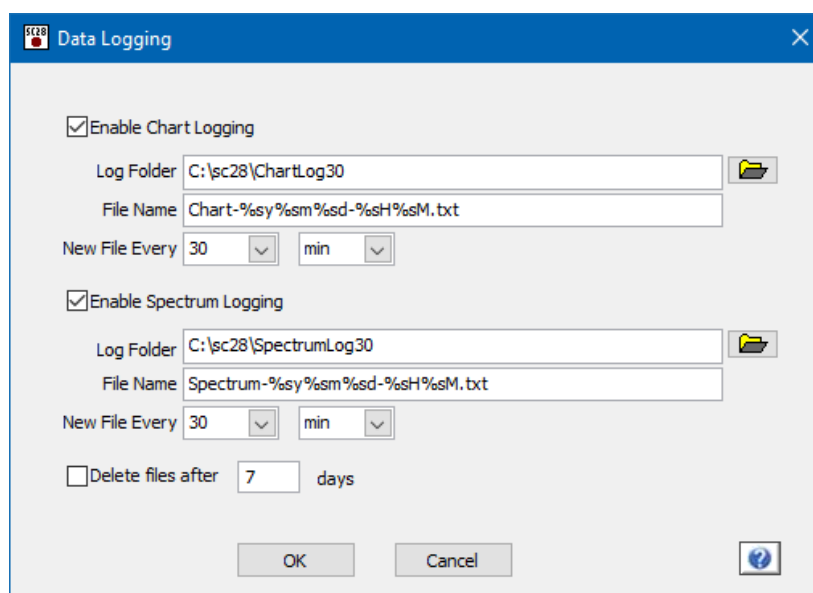 SC28
Data Logging
Enable Chart Logging
Log Folder C:\sc28\ChartLog30
File Name Chart-%sy%sm%sd-%sH%sM.txt
New File Every 30 min
Enable Spectrum Logging
Log Folder C:\sc28\SpectrumLog30
File Name Spectrum-%sy%sm%sd-%sH%sM.txt
New File Every 30 min
Delete files after 7 days
OK Cancel ?